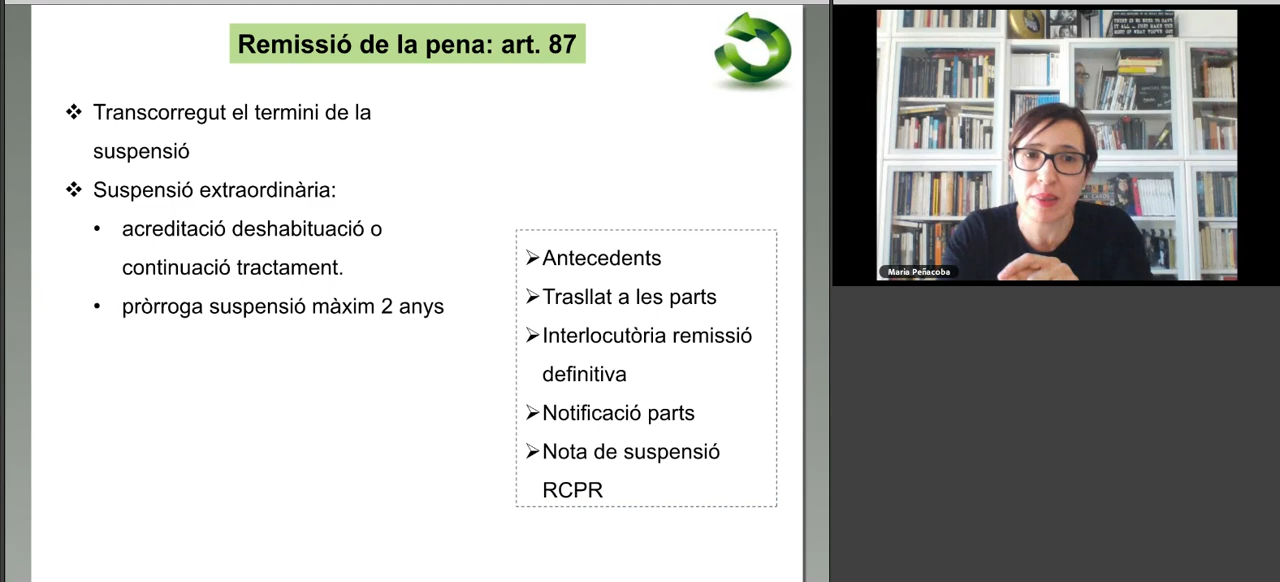 Remissió de la pena: art. 87
❖ Transcorregut el termini de la
suspensió
❖ Suspensió extraordinària:
• acreditació deshabituació o
continuació tractament.
• pròrroga suspensió màxim 2 anys
➢Antecedents
➢Trasllat a les parts
➢Interlocutòria remissió
definitiva
➢Notificació parts
➢Nota de suspensió
RCPR
Maria Peñacoba